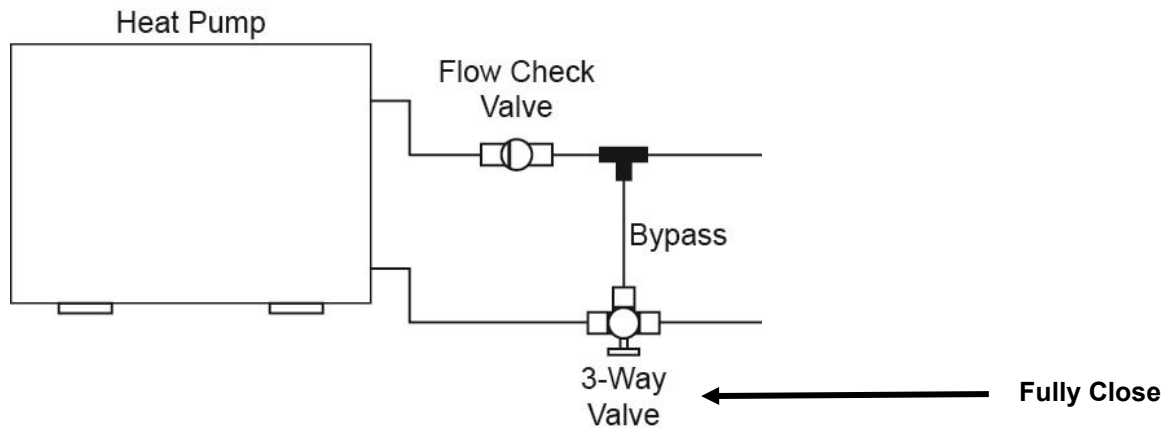 Heat Pump
Flow Check
Valve
Bypass
3-Way
Valve
Fully Close